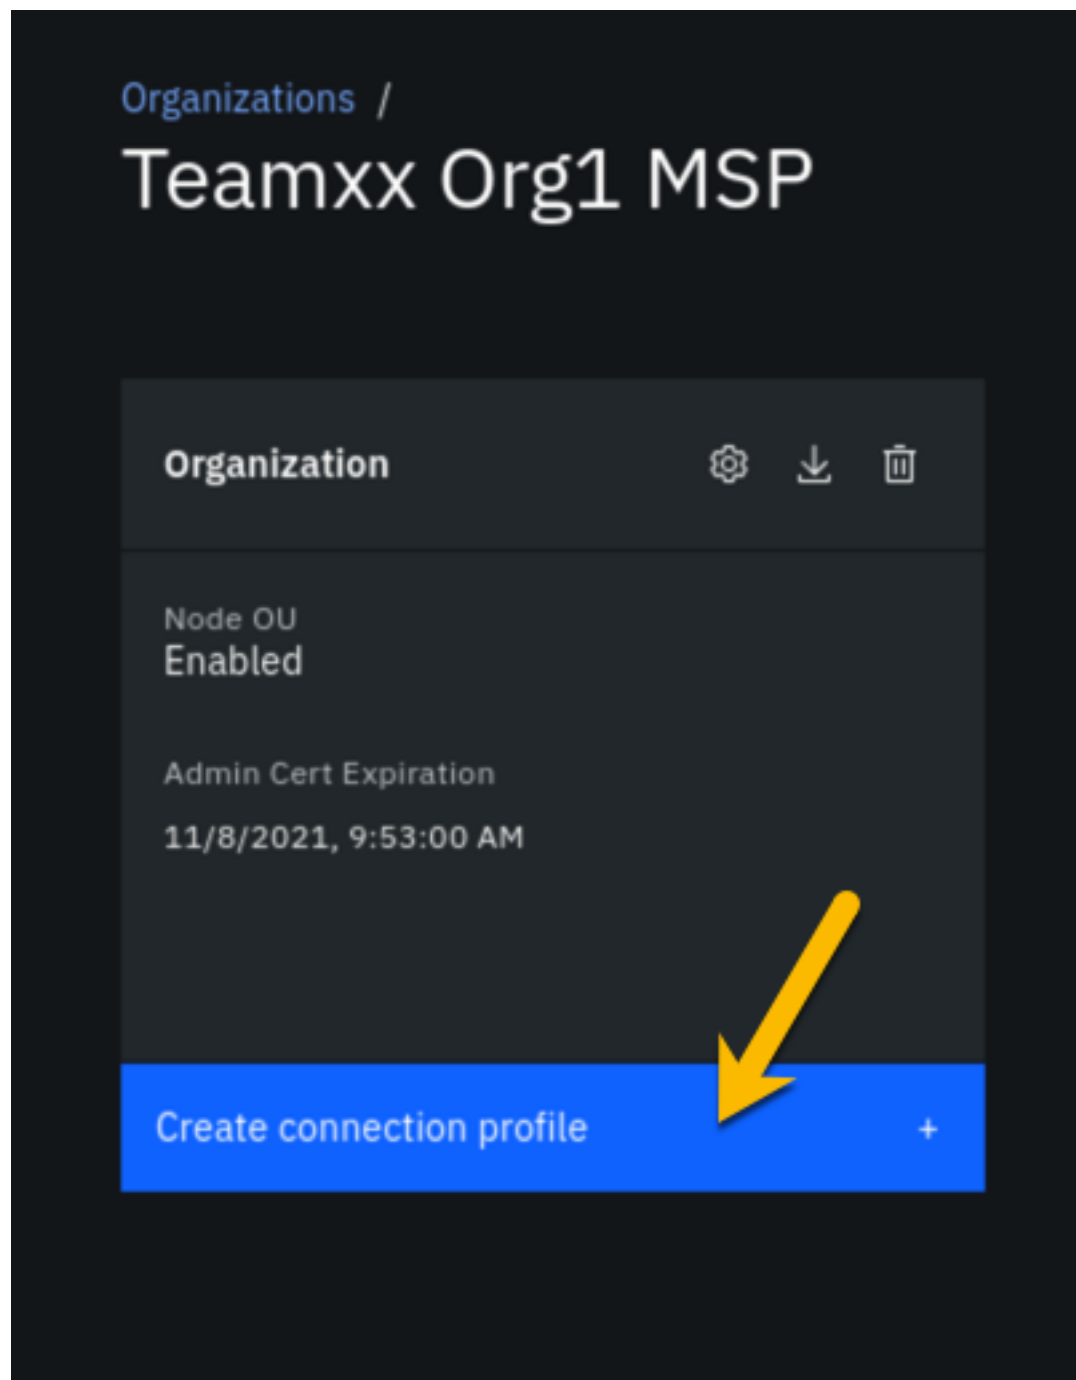 Organizations /
Teamxx Org1 MSP
Organization
Node OU
Enabled
Admin Cert Expiration
11/8/2021, 9:53:00 AM
Create connection profile +